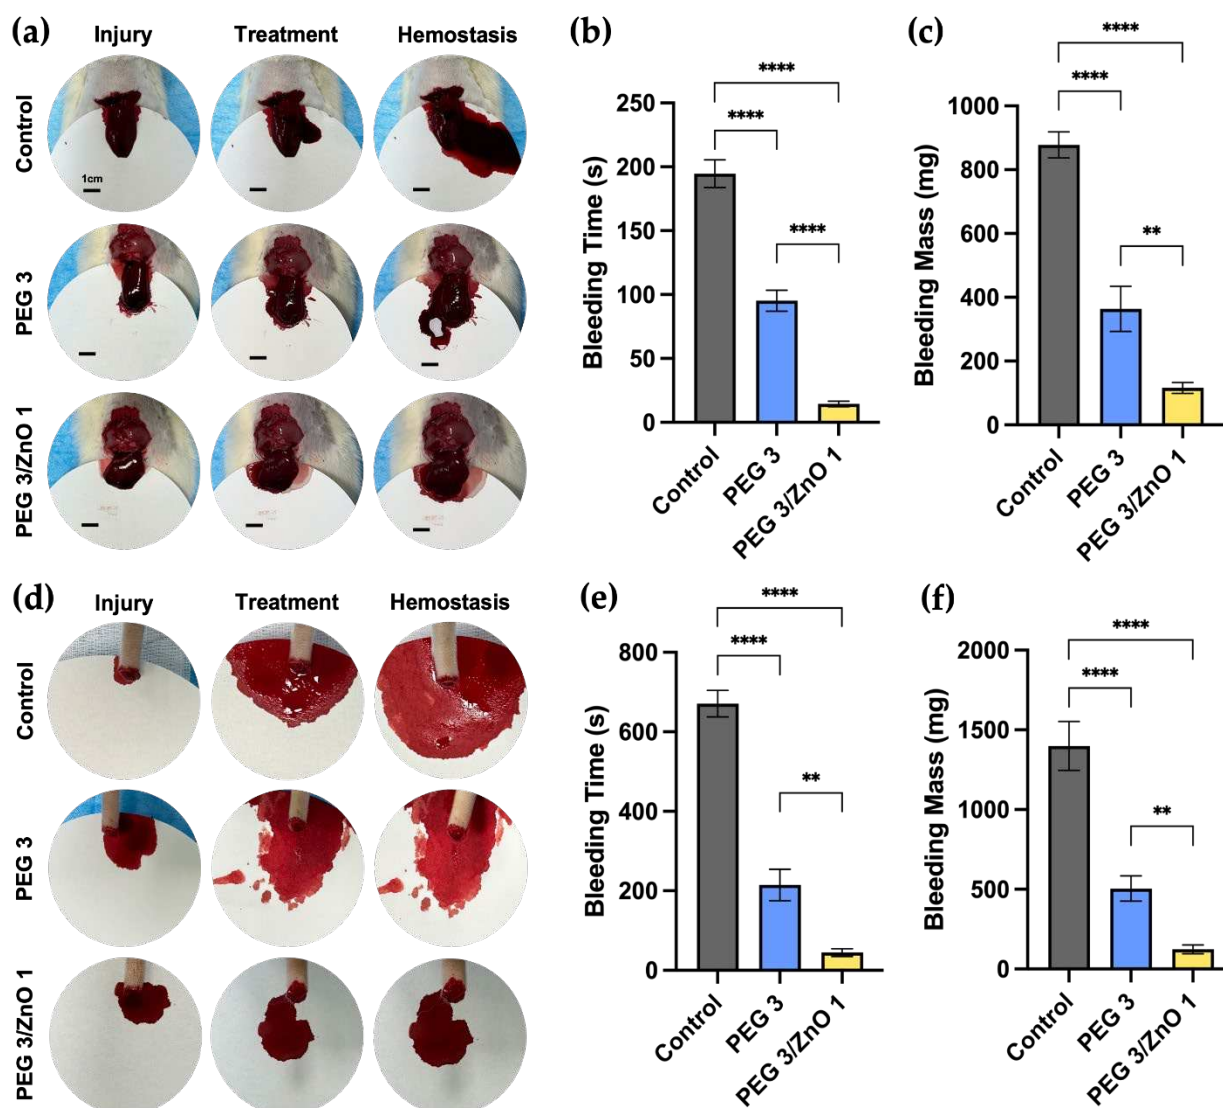 (a)
Injury
Treatment
Hemostasis
Control
1cm
PEG 3
PEG 3/ZnO 1
(b)
****
****
****
Bleeding Time (s)
250
200
150
100
50
0
Control
PEG 3
PEG 3/ZnO 1
(c)
****
****
**
Bleeding Mass (mg)
1000
800
600
400
200
0
Control
PEG 3
PEG 3/ZnO 1
(d)
Injury
Treatment
Hemostasis
Control
PEG 3
PEG 3/ZnO 1
(e)
****
****
**
Bleeding Time (s)
800
600
400
200
0
Control
PEG 3
PEG 3/ZnO 1
(f)
****
****
**
Bleeding Mass (mg)
2000
1500
1000
500
0
Control
PEG 3
PEG 3/ZnO 1